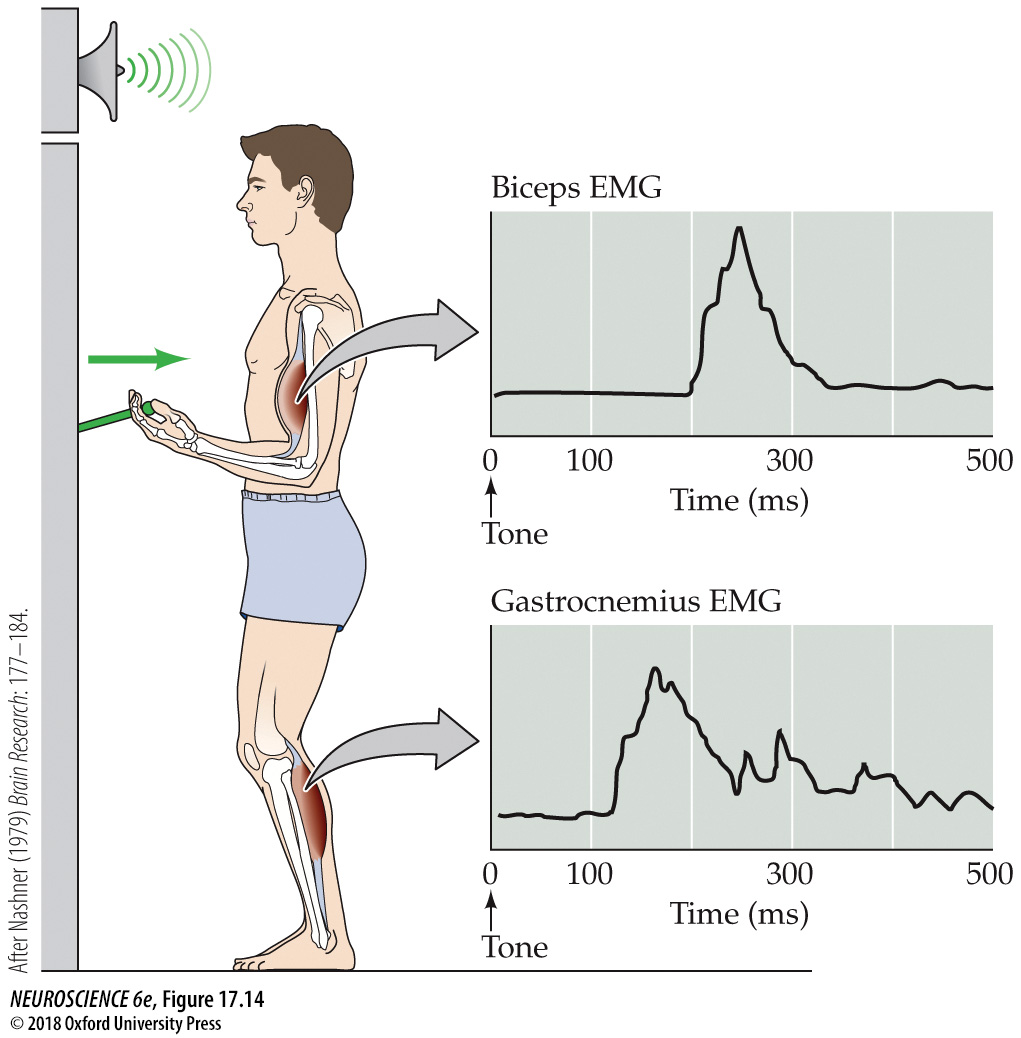 Biceps EMG
0 100 300 500
Time (ms)
Tone
Gastrocnemius EMG
0 100 300 500
Time (ms)
Tone
After Nashner (1979) Brain Research: 177–184.
NEUROSCIENCE 6e, Figure 17.14
© 2018 Oxford University Press